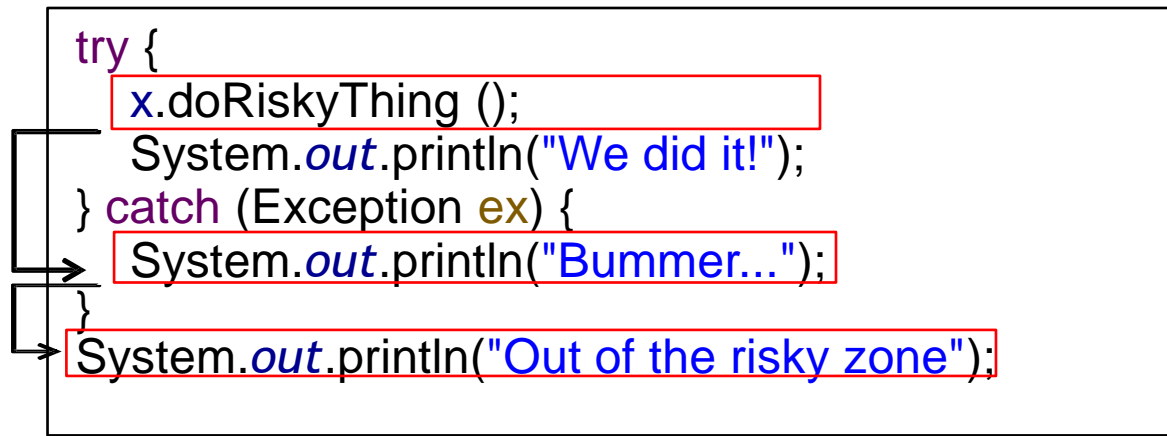 try {
x.doRiskyThing ();
System.out.println("We did it!");
} catch (Exception ex) {
System.out.println("Bummer...");
}
System.out.println("Out of the risky zone");